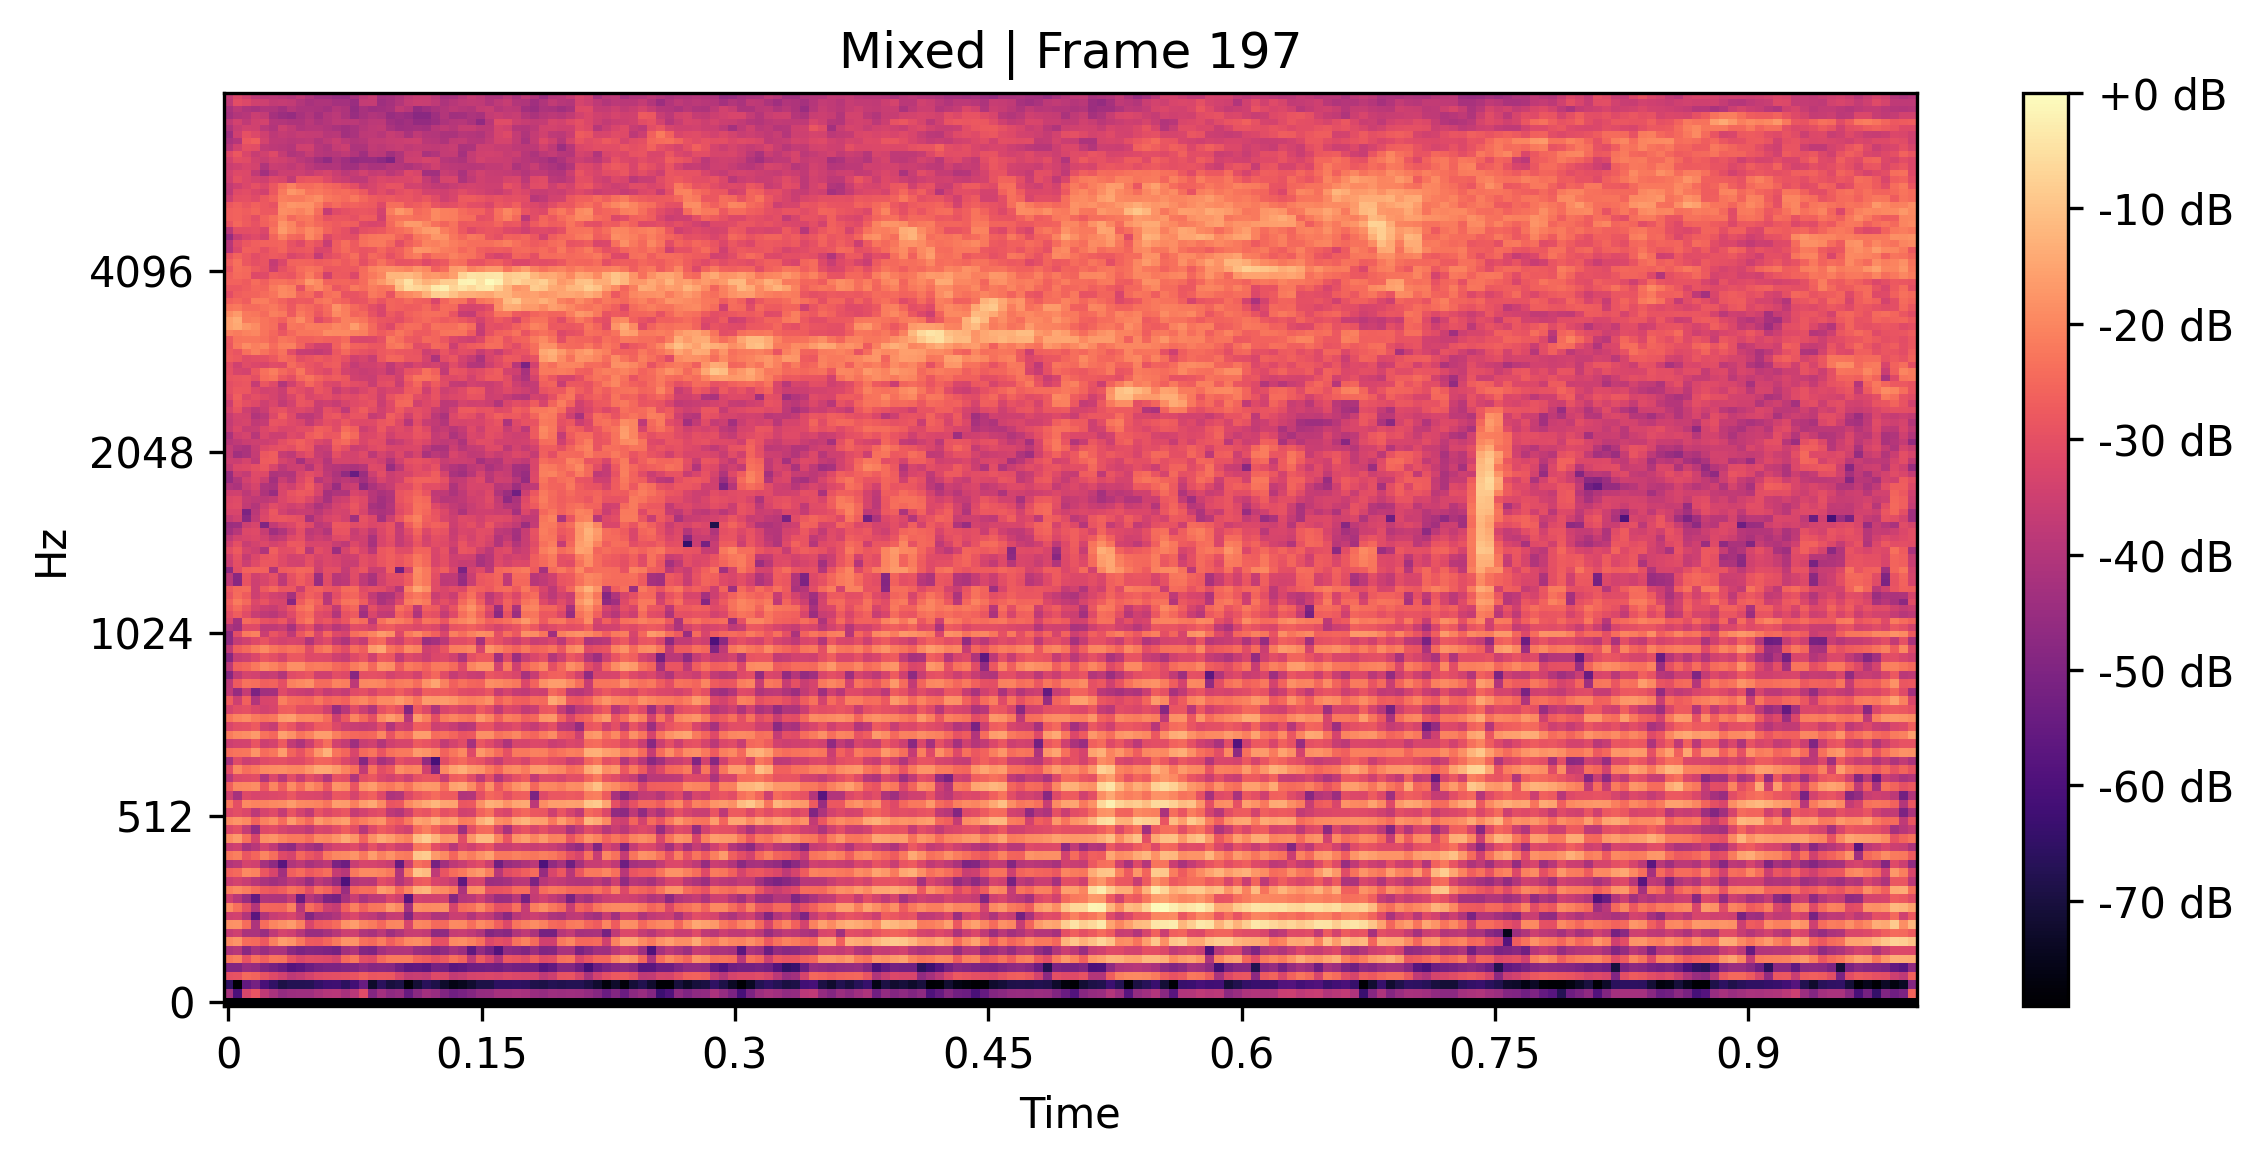 Mixed | Frame 197
+0 dB
-10 dB
-20 dB
-30 dB
-40 dB
-50 dB
-60 dB
-70 dB
4096
2048
1024
512
0
Hz
0 0.15 0.3 0.45 0.6 0.75 0.9
Time